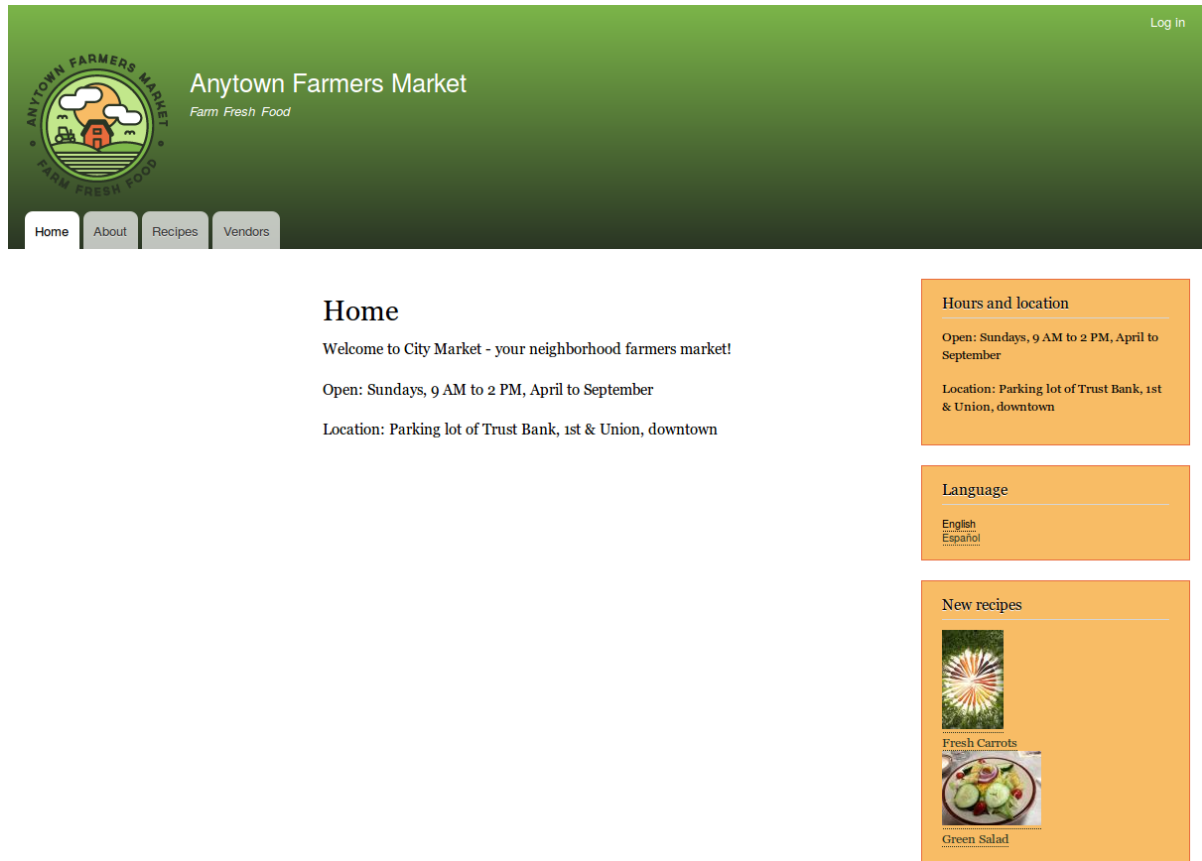 Log in
ANYTOWN FARMERS MARKET
FARM FRESH FOOD
Anytown Farmers Market
Farm Fresh Food
Home
About
Recipes
Vendors
Home
Welcome to City Market - your neighborhood farmers market!
Open: Sundays, 9 AM to 2 PM, April to September
Location: Parking lot of Trust Bank, 1st & Union, downtown
Hours and location
Open: Sundays, 9 AM to 2 PM, April to
September
Location: Parking lot of Trust Bank, 1st
& Union, downtown
Language
English
Español
New recipes
Fresh Carrots
Green Salad